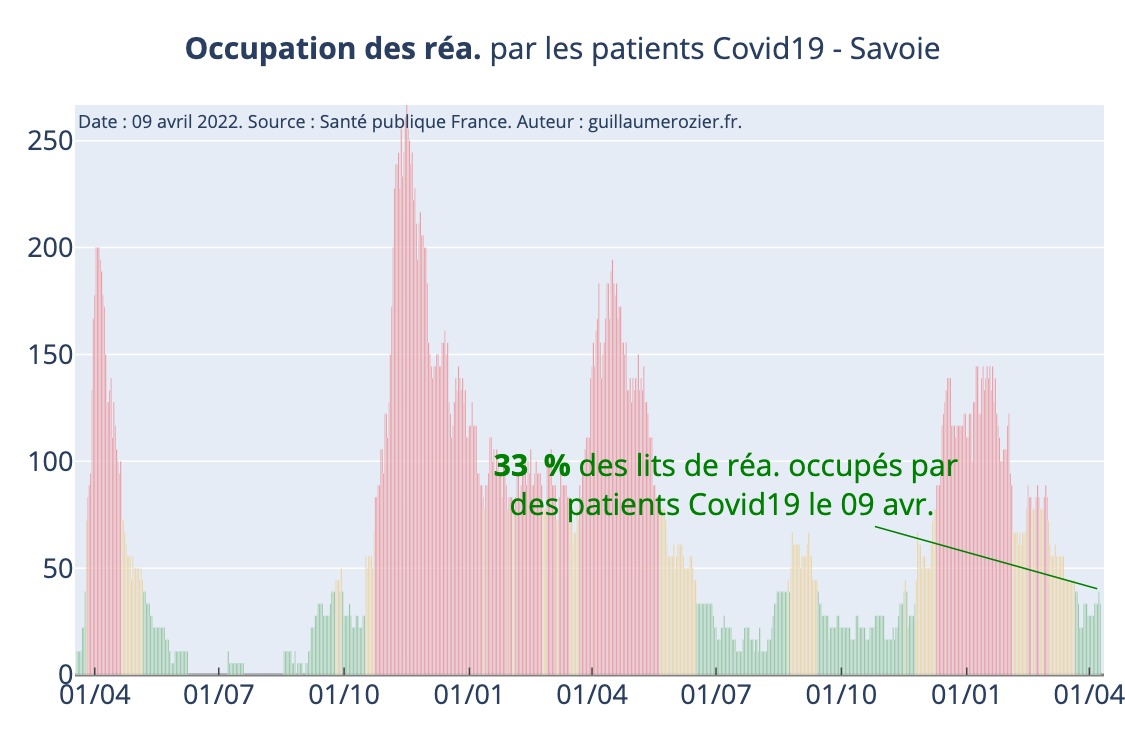 Occupation des réa. par les patients Covid19 - Savoie
Date : 09 avril 2022. Source : Santé publique France. Auteur : guillaumerozier.fr.
250
200
150
100
50
0
33 % des lits de réa. occupés par
des patients Covid19 le 09 avr.
01/04 01/07 01/10 01/01 01/04 01/07 01/10 01/01 01/04